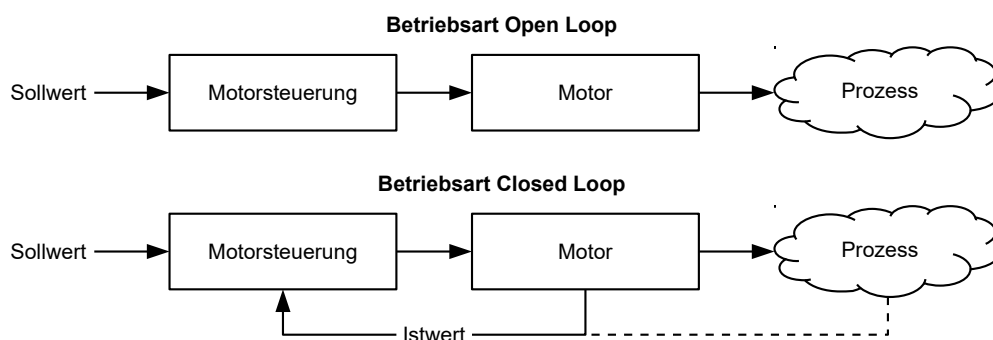 Betriebsart Open Loop
Sollwert
Motorsteuerung
Motor
Prozess
Betriebsart Closed Loop
Sollwert
Motorsteuerung
Motor
Prozess
Istwert